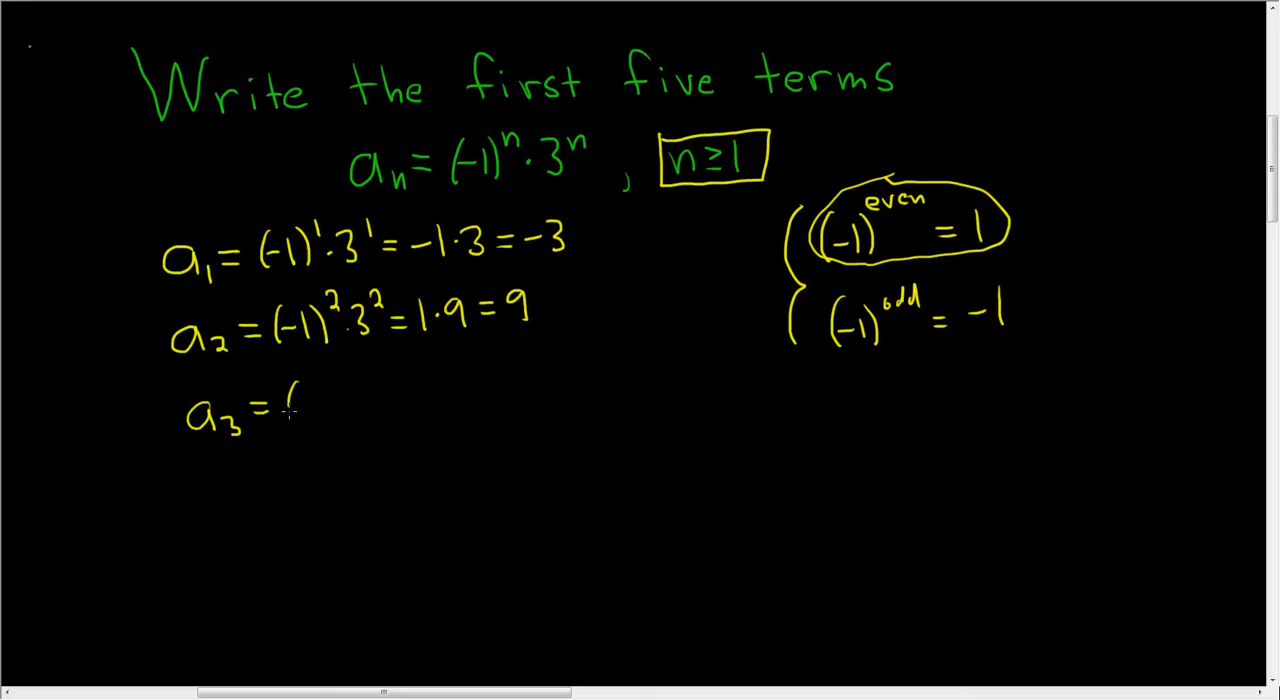 Write the first five terms
aₙ = (-1)ⁿ · 3ⁿ , n ≥ 1
a₁ = (-1)¹ · 3¹ = -1 · 3 = -3
a₂ = (-1)² · 3² = 1 · 9 = 9
a₃ = (
(-1)^even = 1
(-1)^odd = -1